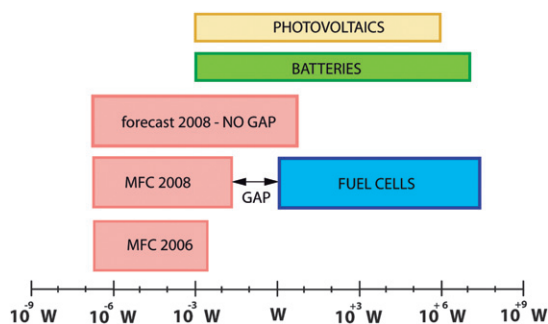 PHOTOVOLTAICS
BATTERIES
forecast 2008 - NO GAP
MFC 2008
GAP
FUEL CELLS
MFC 2006
10⁻⁹ W 10⁻⁶ W 10⁻³ W W 10⁺³ W 10⁺⁶ W 10⁺⁹ W